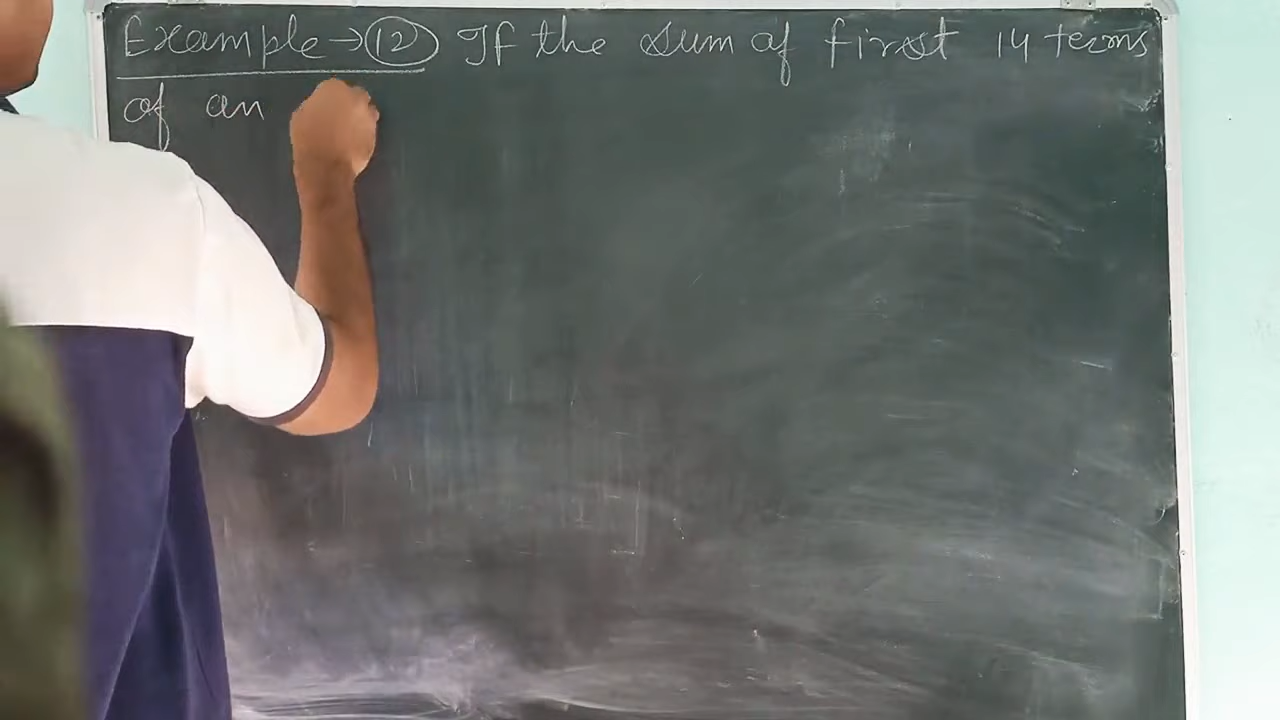 Example → 12 If the sum of first 14 terms
of an